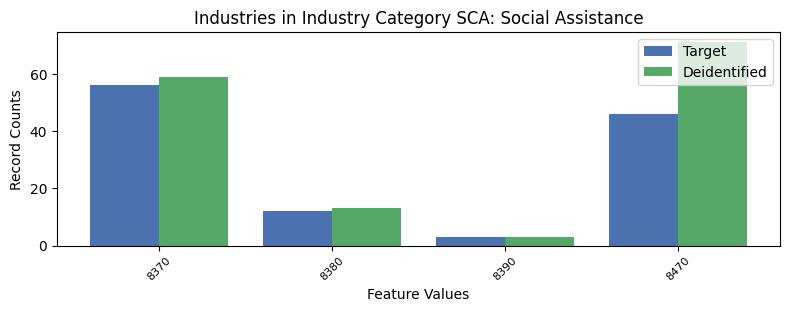 Industries in Industry Category SCA: Social Assistance
Record Counts
60
40
20
0
Target
Deidentified
8370
8380
8390
8470
Feature Values